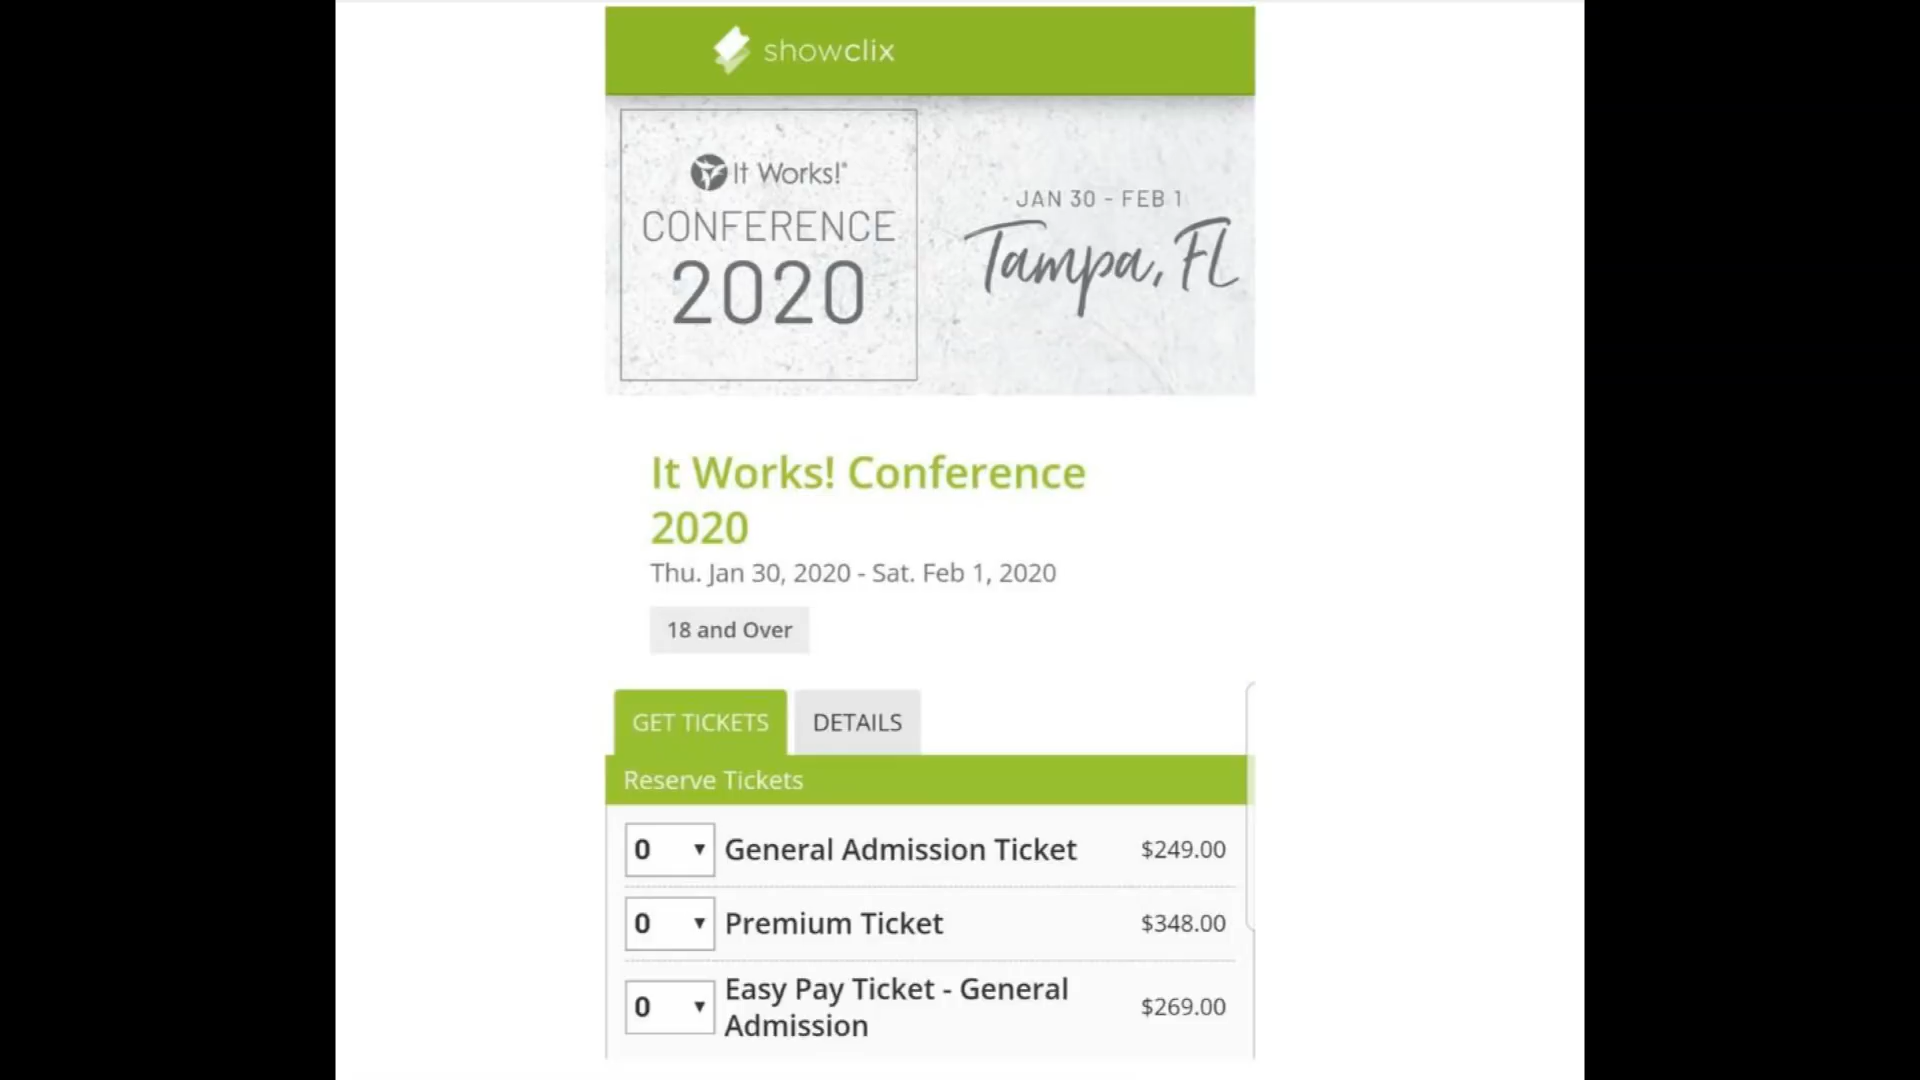 showclix
It Works!®
CONFERENCE
2020
JAN 30 - FEB 1
Tampa, FL
It Works! Conference
2020
Thu. Jan 30, 2020 - Sat. Feb 1, 2020
18 and Over
GET TICKETS
DETAILS
Reserve Tickets
0 ▼ General Admission Ticket $249.00
0 ▼ Premium Ticket $348.00
0 ▼ Easy Pay Ticket - General $269.00
Admission